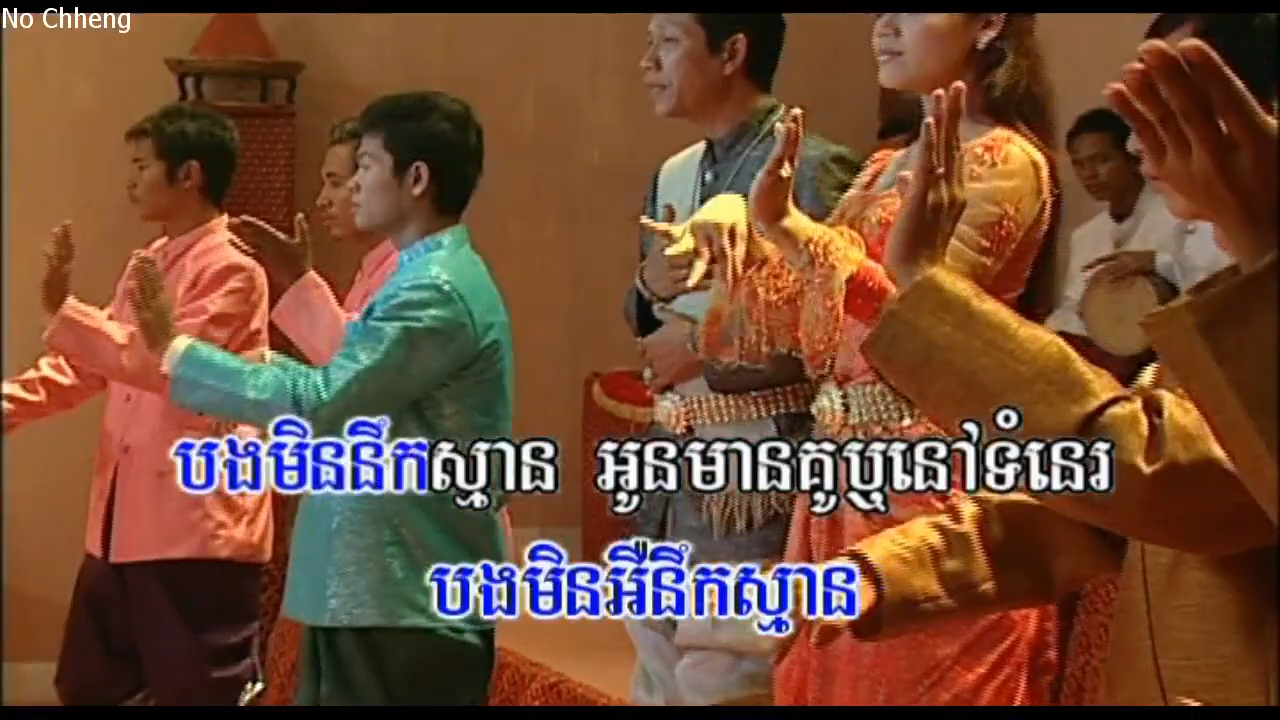 No Chheng
បងមិននឹកស្មាន អូនមានគូឬនៅទំនេរ
បងមិនអីនឹកស្មាន